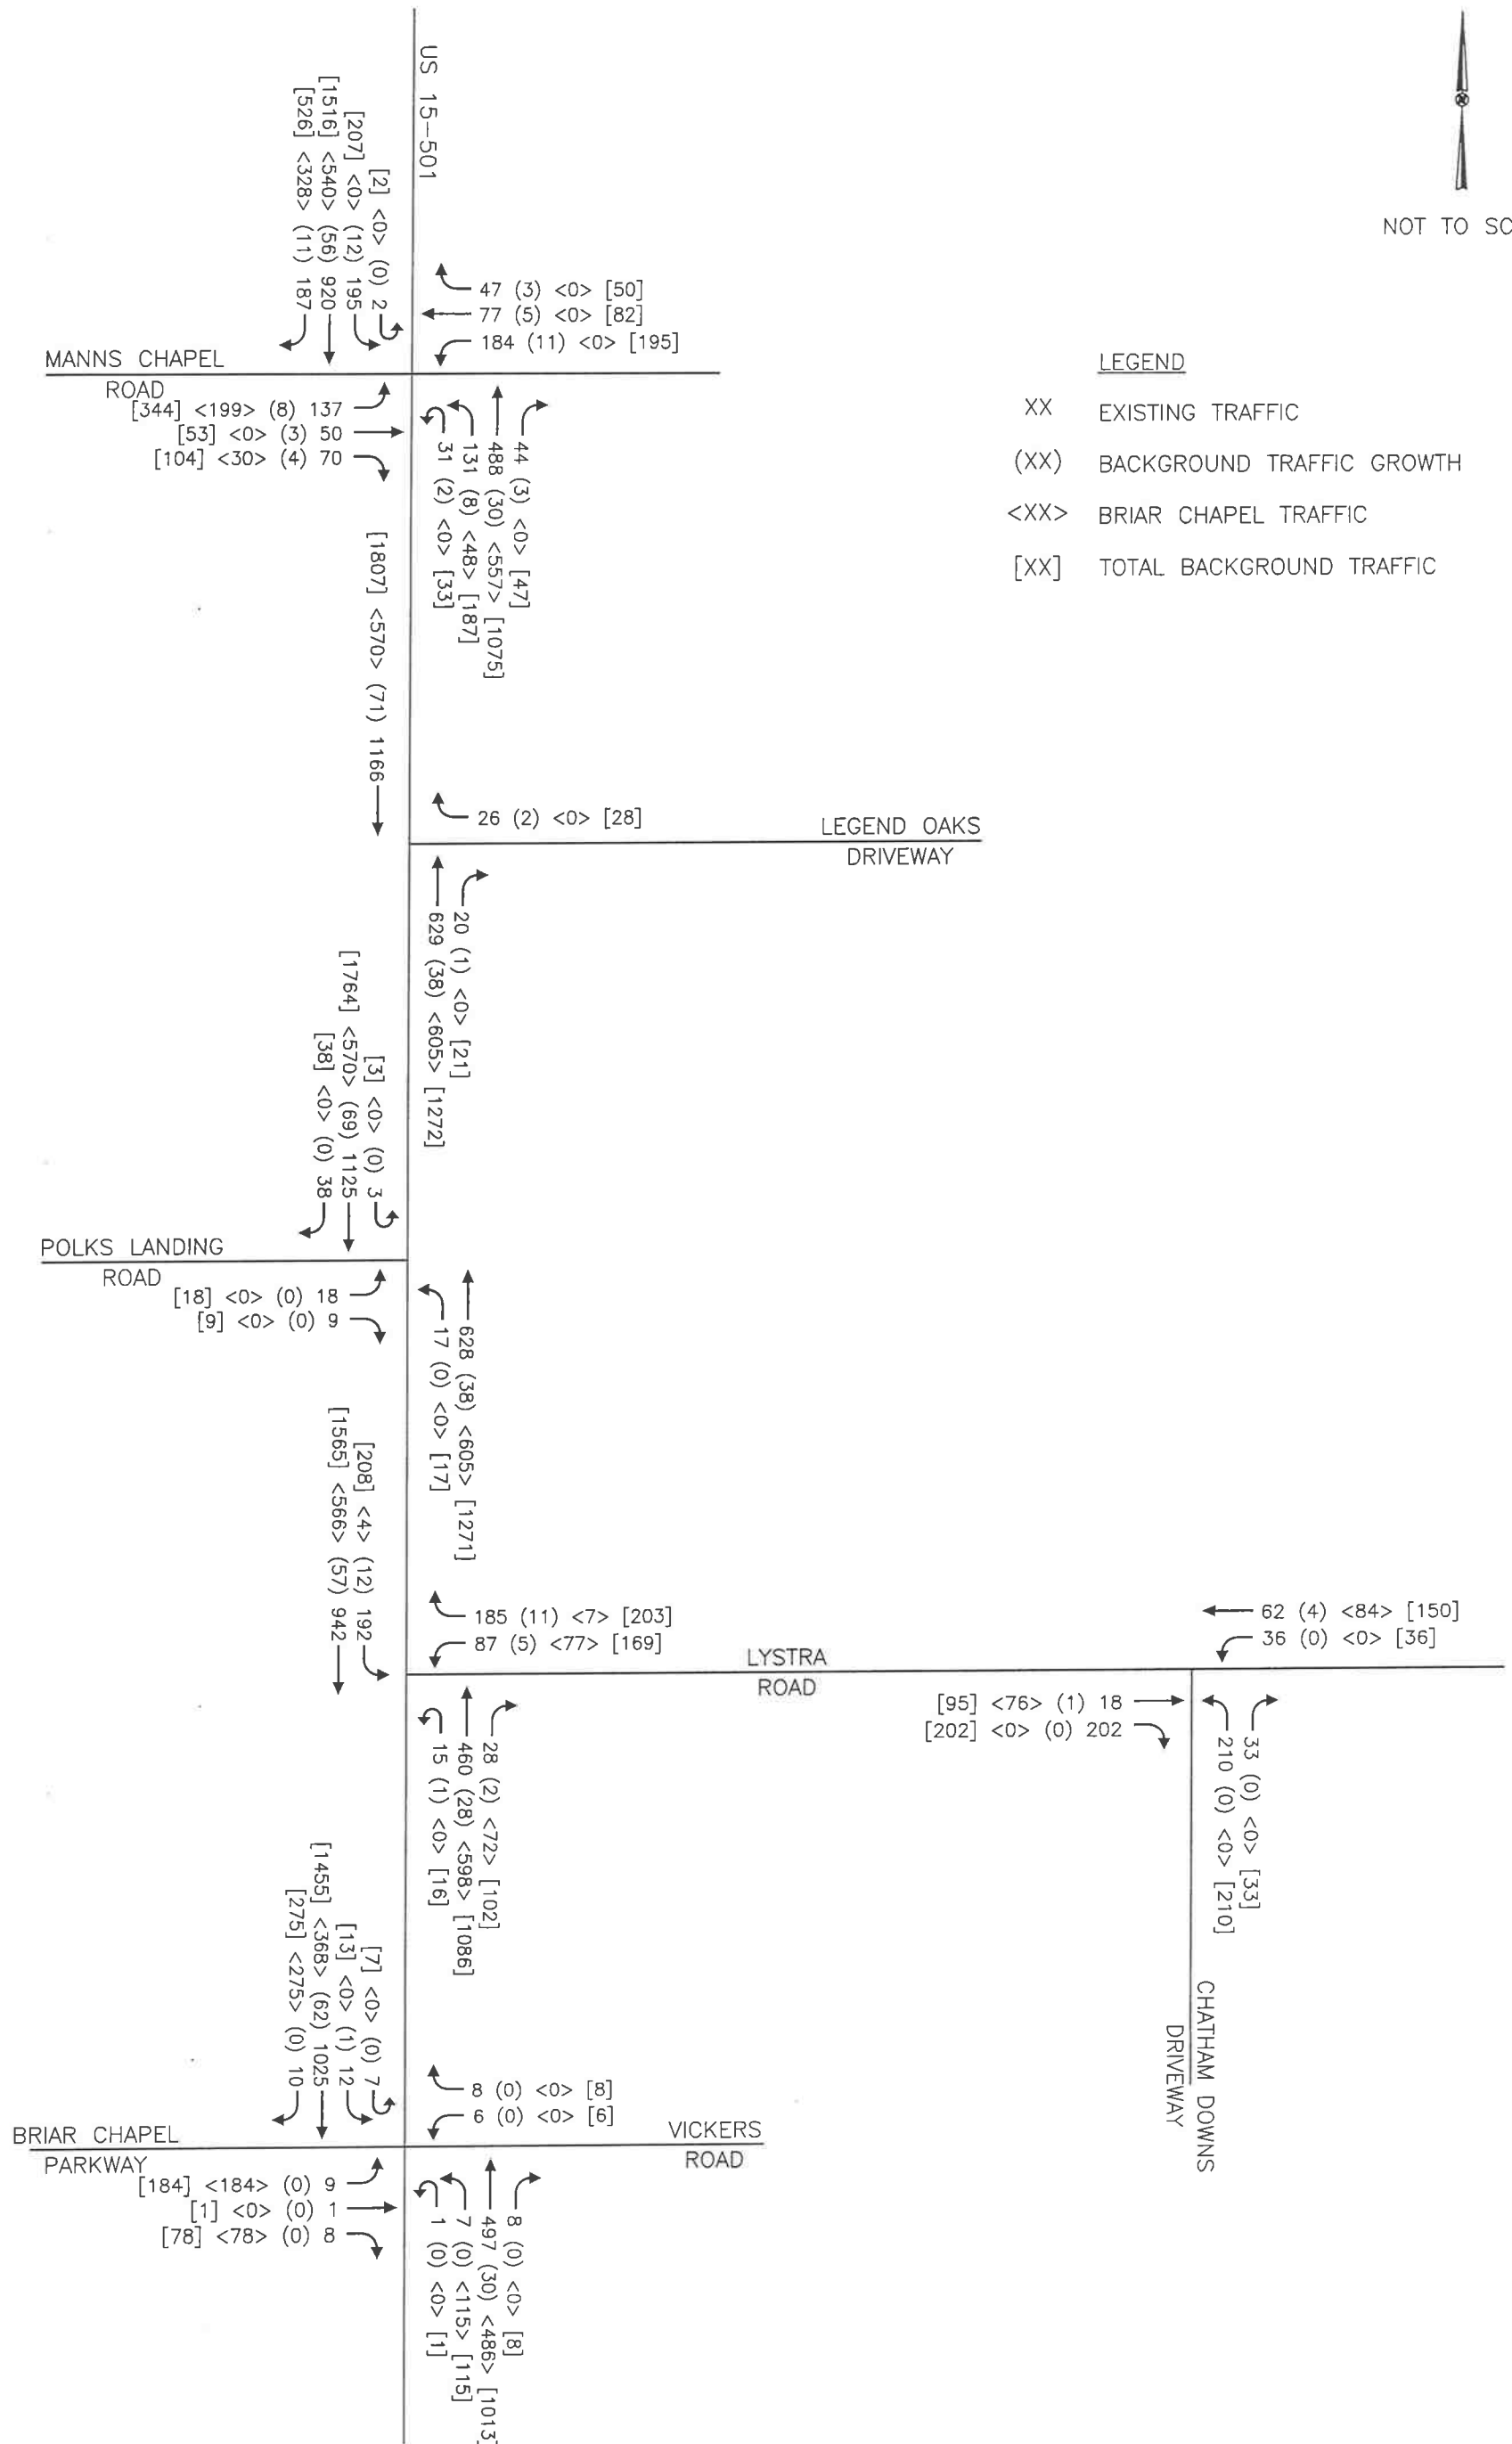 US 15-501
NOT TO SC
[2] <0> (0) 2
[207] <0> (12) 195
[1516] <540> (56) 920
[526] <328> (11) 187
47 (3) <0> [50]
77 (5) <0> [82]
184 (11) <0> [195]
MANNS CHAPEL
ROAD
[344] <199> (8) 137
[53] <0> (3) 50
[104] <30> (4) 70
44 (3) <0> [47]
488 (30) <557> [1075]
131 (8) <48> [187]
31 (2) <0> [33]
LEGEND
XX EXISTING TRAFFIC
(XX) BACKGROUND TRAFFIC GROWTH
<XX> BRIAR CHAPEL TRAFFIC
[XX] TOTAL BACKGROUND TRAFFIC
[1807] <570> (71) 1166
26 (2) <0> [28]
LEGEND OAKS
DRIVEWAY
20 (1) <0> [21]
629 (38) <605> [1272]
[3] <0> (0) 3
[1764] <570> (69) 1125
[38] <0> (0) 38
POLKS LANDING
ROAD
[18] <0> (0) 18
[9] <0> (0) 9
628 (38) <605> [1271]
17 (0) <0> [17]
[208] <4> (12) 192
[1565] <566> (57) 942
185 (11) <7> [203]
87 (5) <77> [169]
LYSTRA
ROAD
62 (4) <84> [150]
36 (0) <0> [36]
[95] <76> (1) 18
[202] <0> (0) 202
33 (0) <0> [33]
210 (0) <0> [210]
CHATHAM DOWNS
DRIVEWAY
28 (2) <72> [102]
460 (28) <598> [1086]
15 (1) <0> [16]
[7] <0> (0) 7
[13] <0> (1) 12
[1455] <368> (62) 1025
[275] <275> (0) 10
8 (0) <0> [8]
6 (0) <0> [6]
VICKERS
ROAD
BRIAR CHAPEL
PARKWAY
[184] <184> (0) 9
[1] <0> (0) 1
[78] <78> (0) 8
8 (0) <0> [8]
497 (30) <486> [1013]
7 (0) <115> [115]
1 (0) <0> [1]